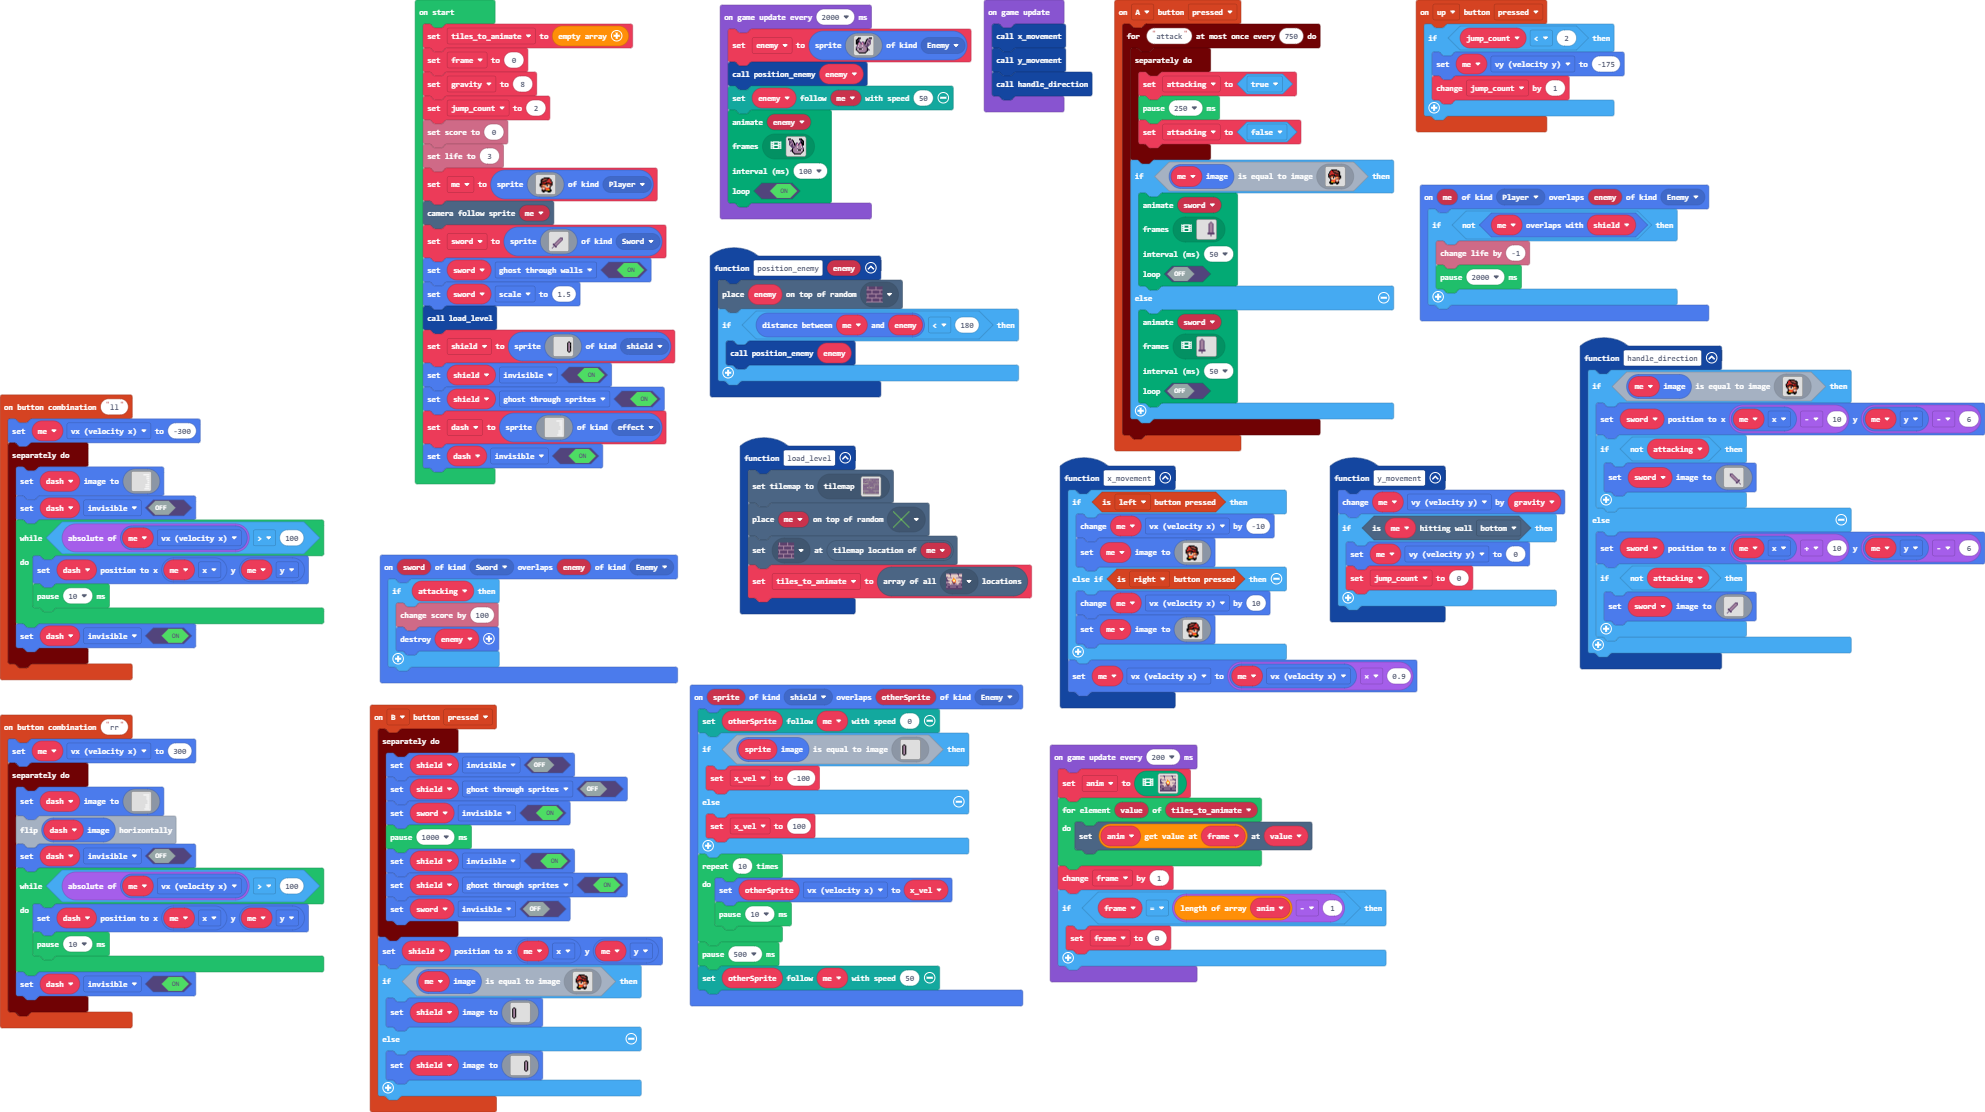 on start
set tiles_to_animate to empty array
set frame to 0
set gravity to 8
set jump_count to 2
set score to 0
set life to 3
set me to sprite of kind Player
camera follow sprite me
set sword to sprite of kind Sword
set sword ghost through walls ON
set sword scale to 1.5
call load_level
set shield to sprite of kind shield
set shield invisible ON
set shield ghost through sprites ON
set dash to sprite of kind effect
set dash invisible ON
on game update every 2000 ms
set enemy to sprite of kind Enemy
call position_enemy enemy
set enemy follow me with speed 50
animate enemy
frames
interval (ms) 100
loop ON
on game update
call x_movement
call y_movement
call handle_direction
on A button pressed
for "attack" at most once every 750 do
separately do
set attacking to true
pause 250 ms
set attacking to false
if me image is equal to image then
animate sword
frames
interval (ms) 50
loop OFF
else
animate sword
frames
interval (ms) 50
loop OFF
on up button pressed
if jump_count < 2 then
set me vy (velocity y) to -175
change jump_count by 1
on me of kind Player overlaps enemy of kind Enemy
if not me overlaps with shield then
change life by -1
pause 2000 ms
function position_enemy enemy
place enemy on top of random
if distance between me and enemy < 180 then
call position_enemy enemy
function handle_direction
if me image is equal to image then
set sword position to x me x - 10 y me y - 6
if not attacking then
set sword image to
else
set sword position to x me x + 10 y me y - 6
if not attacking then
set sword image to
on button combination "ll"
set me vx (velocity x) to -300
separately do
set dash image to
set dash invisible OFF
while absolute of me vx (velocity x) > 100
do set dash position to x me x y me y
pause 10 ms
set dash invisible ON
function load_level
set tilemap to tilemap
place me on top of random
set at tilemap location of me
set tiles_to_animate to array of all locations
function x_movement
if is left button pressed then
change me vx (velocity x) by -10
set me image to
else if is right button pressed then
change me vx (velocity x) by 10
set me image to
set me vx (velocity x) to me vx (velocity x) × 0.9
function y_movement
change me vy (velocity y) by gravity
if is me hitting wall bottom then
set me vy (velocity y) to 0
set jump_count to 0
on sword of kind Sword overlaps enemy of kind Enemy
if attacking then
change score by 100
destroy enemy
on button combination "rr"
set me vx (velocity x) to 300
separately do
set dash image to
flip dash image horizontally
set dash invisible OFF
while absolute of me vx (velocity x) > 100
do set dash position to x me x y me y
pause 10 ms
set dash invisible ON
on B button pressed
separately do
set shield invisible OFF
set shield ghost through sprites OFF
set sword invisible ON
pause 1000 ms
set shield invisible ON
set shield ghost through sprites ON
set sword invisible OFF
set shield position to x me x y me y
if me image is equal to image then
set shield image to
else
set shield image to
on sprite of kind shield overlaps otherSprite of kind Enemy
set otherSprite follow me with speed 0
if sprite image is equal to image then
set x_vel to -100
else
set x_vel to 100
repeat 10 times
do set otherSprite vx (velocity x) to x_vel
pause 10 ms
pause 500 ms
set otherSprite follow me with speed 50
on game update every 200 ms
set anim to
for element value of tiles_to_animate
do set anim get value at frame at value
change frame by 1
if frame = length of array anim - 1 then
set frame to 0